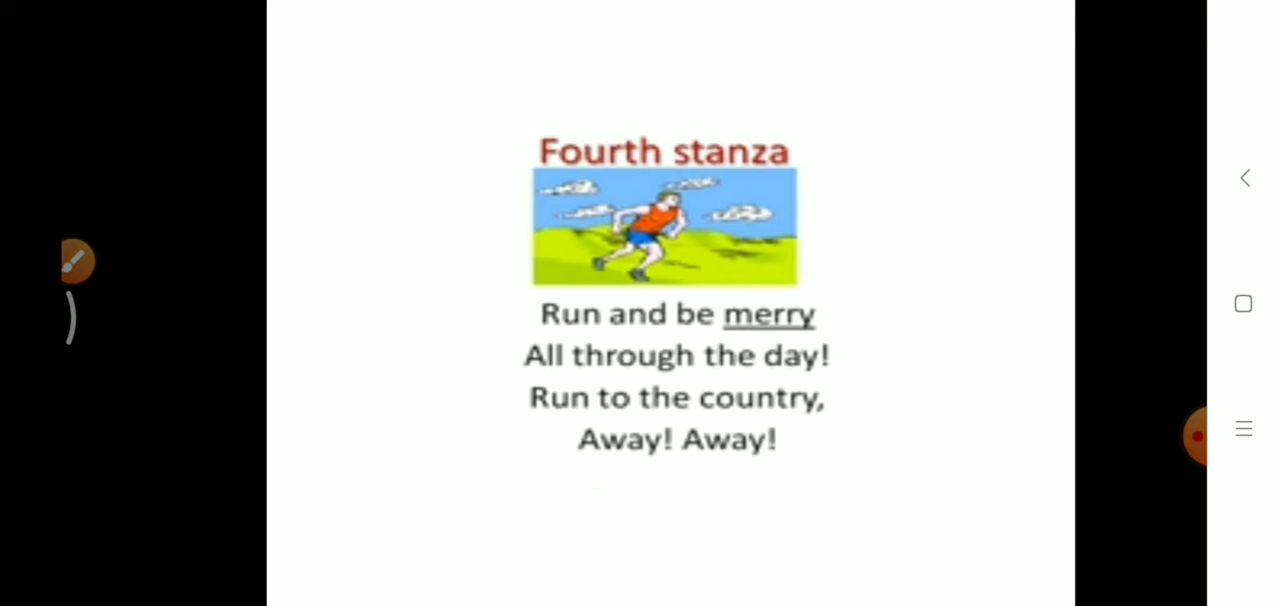 Fourth stanza
Run and be merry
All through the day!
Run to the country,
Away! Away!